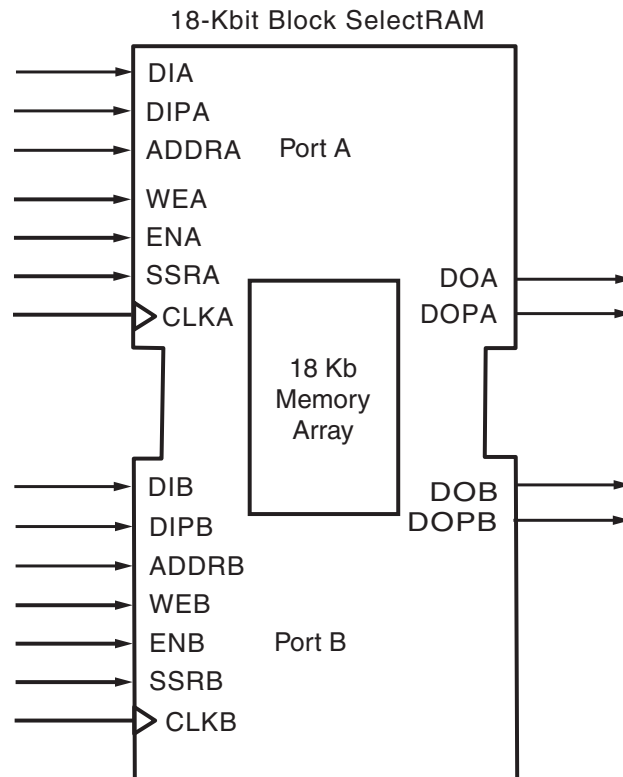 18-Kbit Block SelectRAM
DIA
DIPA
ADDRA
Port A
WEA
ENA
SSRA
DOA
CLKA
DOPA
18 Kb
Memory
Array
DIB
DOB
DIPB
DOPB
ADDRB
WEB
ENB
Port B
SSRB
CLKB